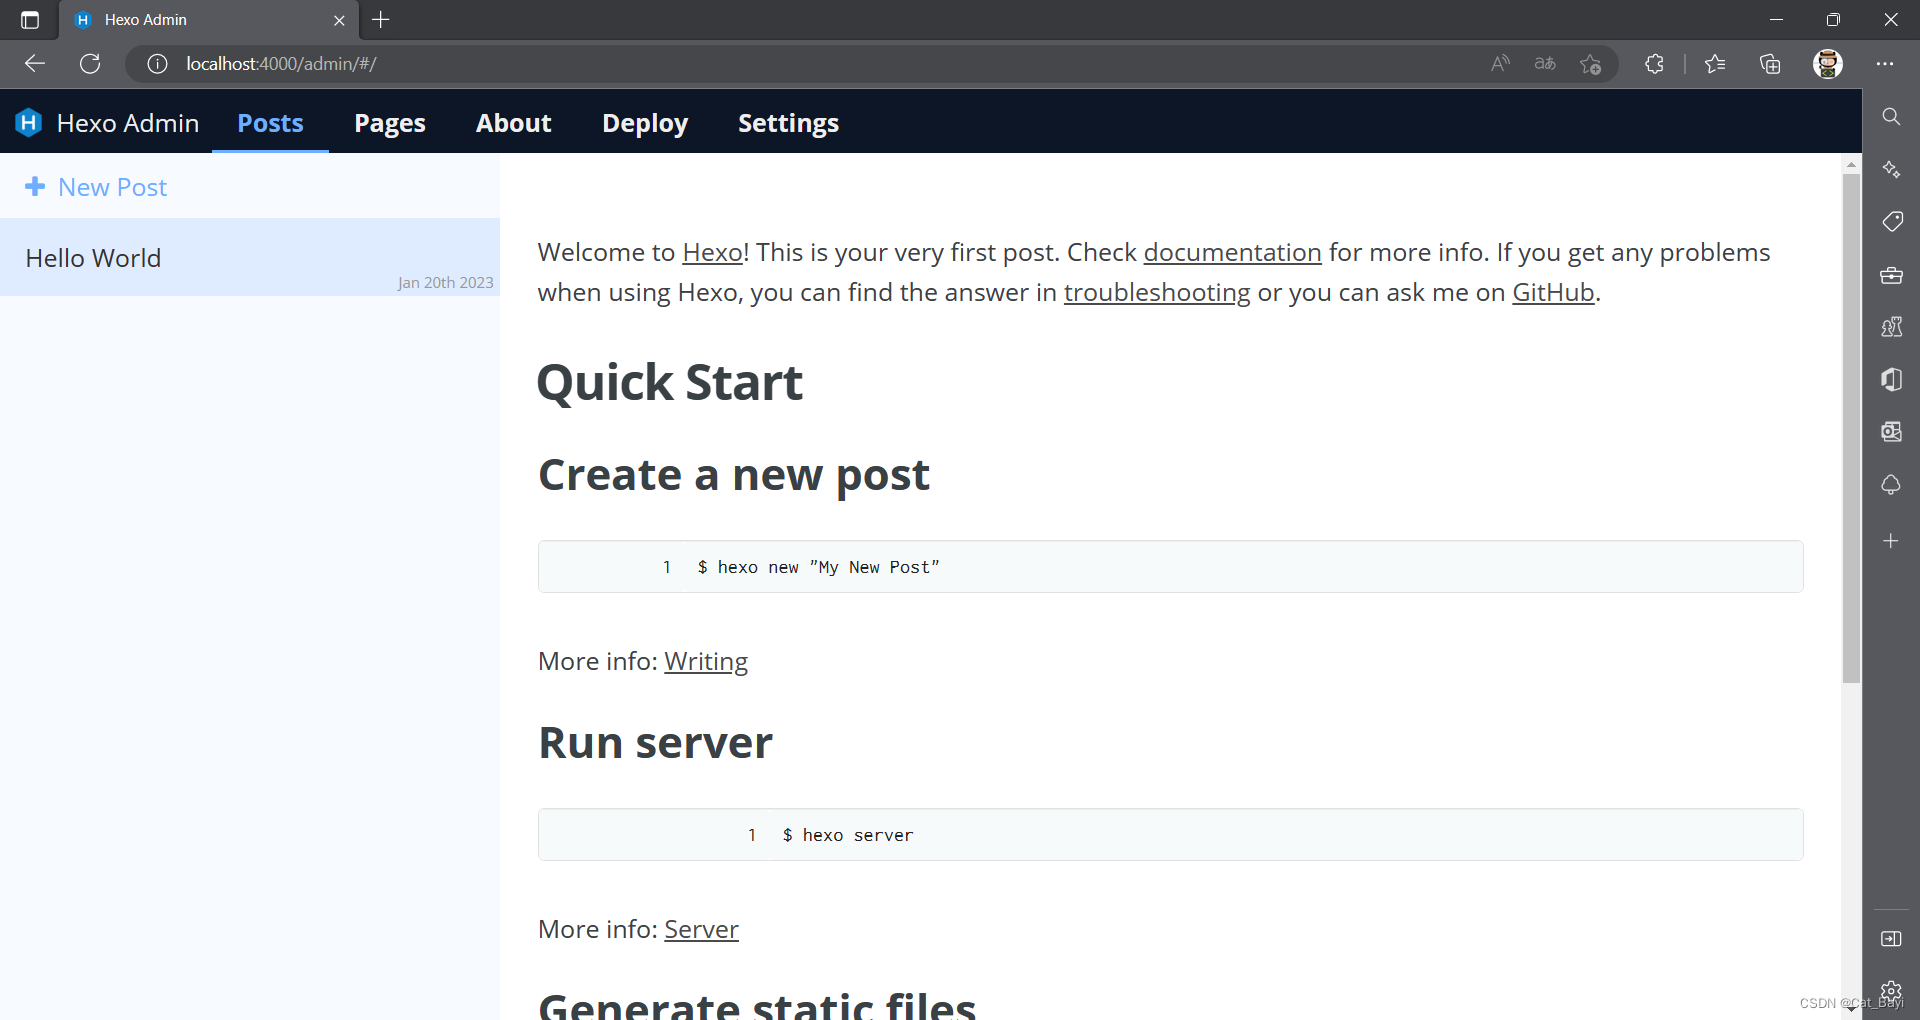 Hexo Admin
localhost:4000/admin/#/
Hexo Admin Posts Pages About Deploy Settings
New Post
Hello World
Jan 20th 2023
Welcome to Hexo! This is your very first post. Check documentation for more info. If you get any problems
when using Hexo, you can find the answer in troubleshooting or you can ask me on GitHub.
Quick Start
Create a new post
1 $ hexo new "My New Post"
More info: Writing
Run server
1 $ hexo server
More info: Server
Generate static files
CSDN @Cat_Bayi